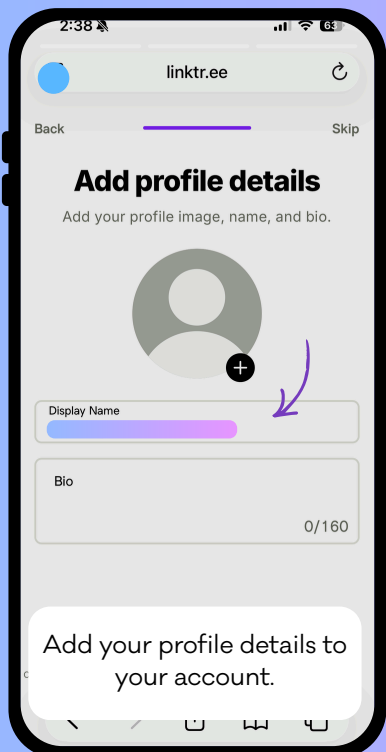 2:38
63
linktr.ee
Back
Skip
Add profile details
Add your profile image, name, and bio.
Display Name
Bio
0/160
Add your profile details to
your account.